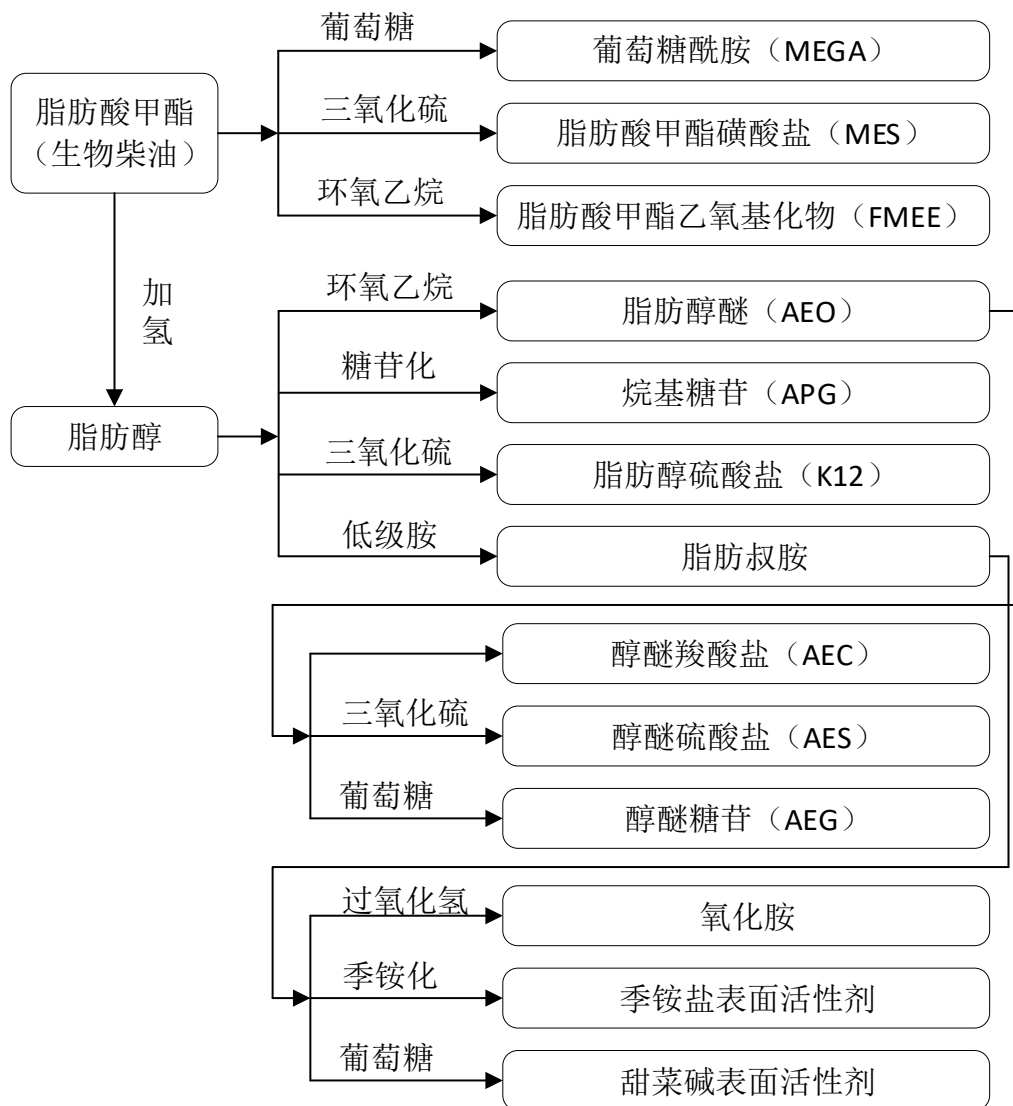 葡萄糖
葡萄糖酰胺（MEGA）
脂肪酸甲酯
（生物柴油）
三氧化硫
脂肪酸甲酯磺酸盐（MES）
环氧乙烷
脂肪酸甲酯乙氧基化物（FMEE）
加
氢
环氧乙烷
脂肪醇醚（AEO）
糖苷化
烷基糖苷（APG）
脂肪醇
三氧化硫
脂肪醇硫酸盐（K12）
低级胺
脂肪叔胺
醇醚羧酸盐（AEC）
三氧化硫
醇醚硫酸盐（AES）
葡萄糖
醇醚糖苷（AEG）
过氧化氢
氧化胺
季铵化
季铵盐表面活性剂
葡萄糖
甜菜碱表面活性剂